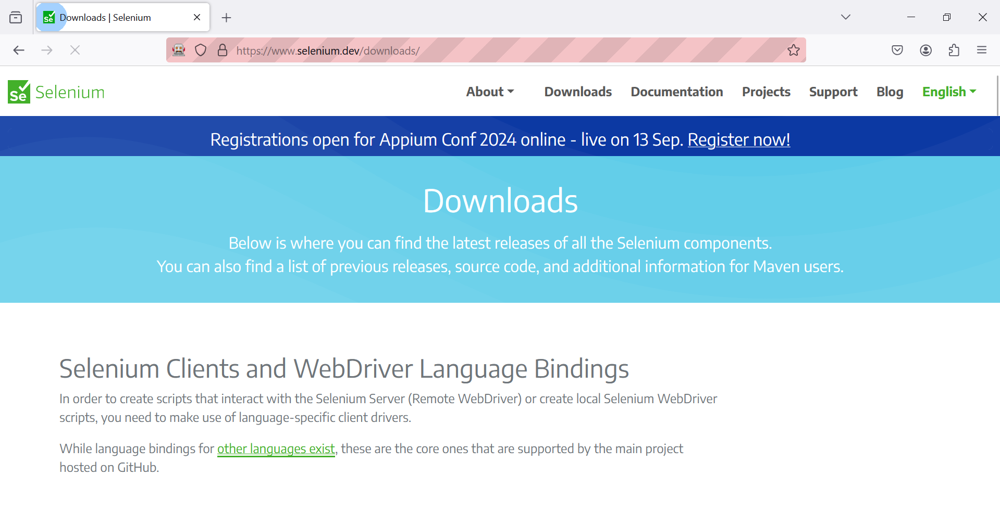 Downloads | Selenium
https://www.selenium.dev/downloads/
Se Selenium
About Downloads Documentation Projects Support Blog English
Registrations open for Appium Conf 2024 online - live on 13 Sep. Register now!
Downloads
Below is where you can find the latest releases of all the Selenium components.
You can also find a list of previous releases, source code, and additional information for Maven users.
Selenium Clients and WebDriver Language Bindings
In order to create scripts that interact with the Selenium Server (Remote WebDriver) or create local Selenium WebDriver
scripts, you need to make use of language-specific client drivers.
While language bindings for other languages exist, these are the core ones that are supported by the main project
hosted on GitHub.